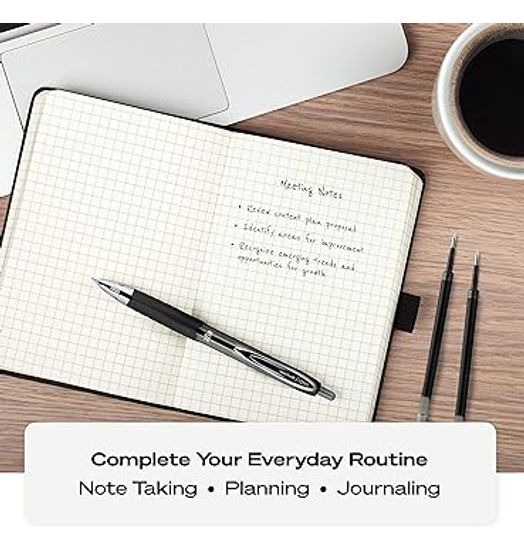 Meeting Notes
• Review content plan proposal
• Identify areas for improvement
• Recognize emerging trends and
opportunities for growth
Complete Your Everyday Routine
Note Taking • Planning • Journaling